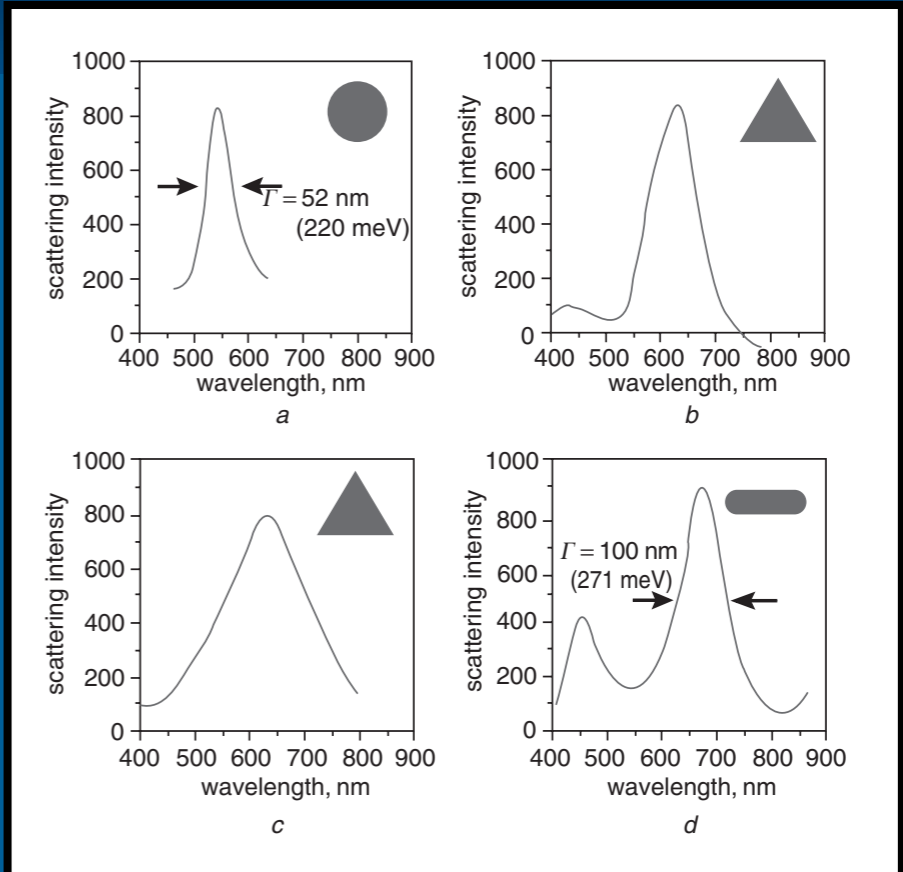 1000
800
600
400
200
0
scattering intensity
Γ = 52 nm
(220 meV)
400 500 600 700 800 900
wavelength, nm
a
1000
800
600
400
200
0
scattering intensity
400 500 600 700 800 900
wavelength, nm
b
1000
800
600
400
200
0
scattering intensity
400 500 600 700 800 900
wavelength, nm
c
1000
800
600
400
200
0
scattering intensity
Γ = 100 nm
(271 meV)
400 500 600 700 800 900
wavelength, nm
d